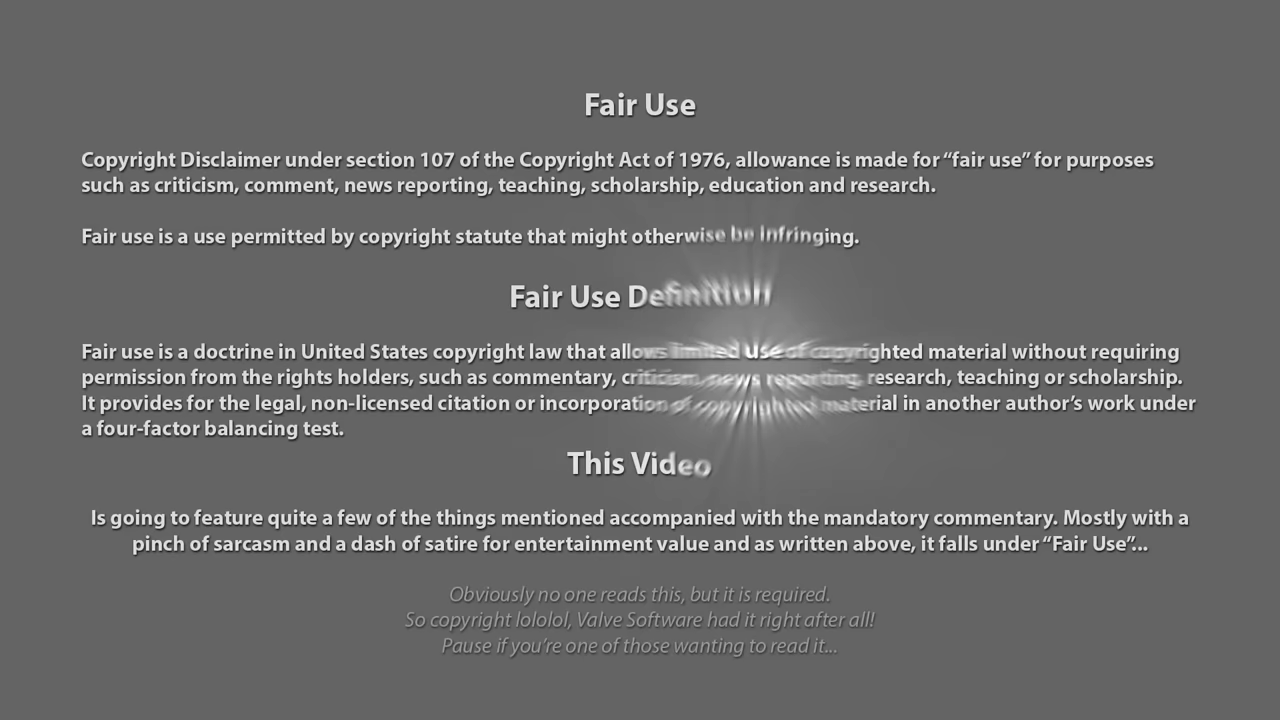 Fair Use
Copyright Disclaimer under section 107 of the Copyright Act of 1976, allowance is made for “fair use” for purposes
such as criticism, comment, news reporting, teaching, scholarship, education and research.
Fair use is a use permitted by copyright statute that might otherwise be infringing.
Fair Use Definition
Fair use is a doctrine in United States copyright law that allows limited use of copyrighted material without requiring
permission from the rights holders, such as commentary, criticism, news reporting, research, teaching or scholarship.
It provides for the legal, non-licensed citation or incorporation of copyrighted material in another author’s work under
a four-factor balancing test.
This Video
Is going to feature quite a few of the things mentioned accompanied with the mandatory commentary. Mostly with a
pinch of sarcasm and a dash of satire for entertainment value and as written above, it falls under “Fair Use”...
Obviously no one reads this, but it is required.
So copyright lololol, Valve Software had it right after all!
Pause if you’re one of those wanting to read it...